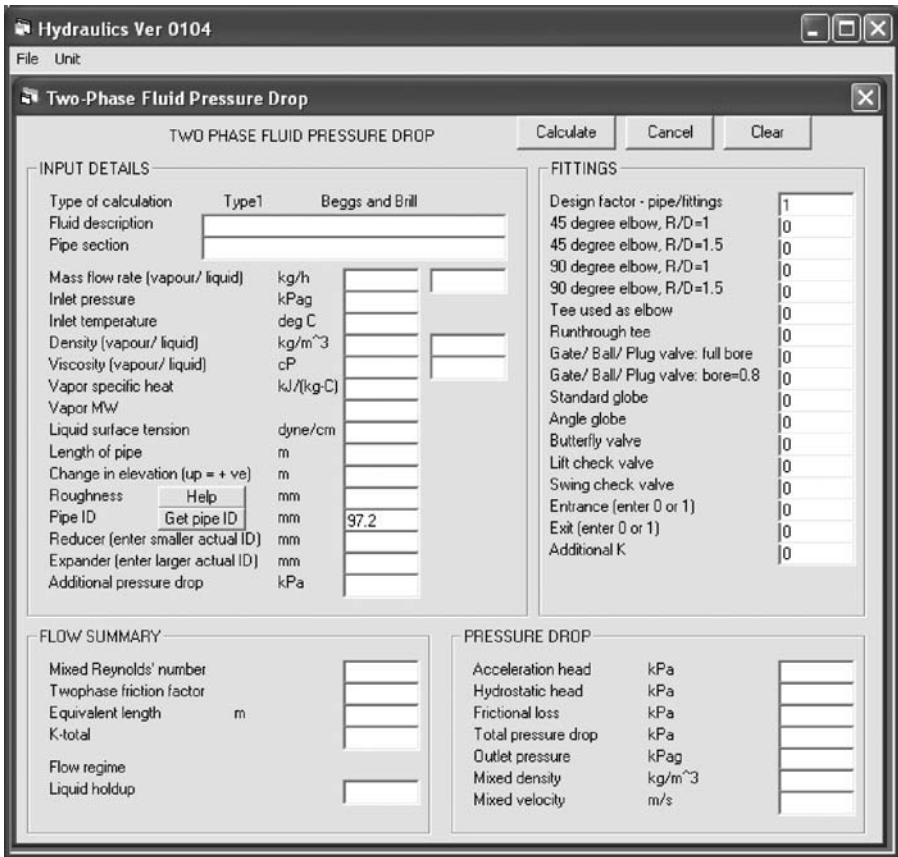 Hydraulics Ver 0104
File Unit
Two-Phase Fluid Pressure Drop
TWO PHASE FLUID PRESSURE DROP Calculate Cancel Clear
INPUT DETAILS
Type of calculation Type1 Beggs and Brill
Fluid description
Pipe section
Mass flow rate (vapour/ liquid) kg/h
Inlet pressure kPag
Inlet temperature deg C
Density (vapour/ liquid) kg/m^3
Viscosity (vapour/ liquid) cP
Vapor specific heat kJ/(kg-C)
Vapor MW
Liquid surface tension dyne/cm
Length of pipe m
Change in elevation (up = + ve) m
Roughness Help mm
Pipe ID Get pipe ID mm 97.2
Reducer (enter smaller actual ID) mm
Expander (enter larger actual ID) mm
Additional pressure drop kPa
FITTINGS
Design factor - pipe/fittings 1
45 degree elbow, R/D=1 0
45 degree elbow, R/D=1.5 0
90 degree elbow, R/D=1 0
90 degree elbow, R/D=1.5 0
Tee used as elbow 0
Runthrough tee 0
Gate/ Ball/ Plug valve: full bore 0
Gate/ Ball/ Plug valve: bore=0.8 0
Standard globe 0
Angle globe 0
Butterfly valve 0
Lift check valve 0
Swing check valve 0
Entrance (enter 0 or 1) 0
Exit (enter 0 or 1) 0
Additional K 0
FLOW SUMMARY
Mixed Reynolds' number
Twophase friction factor
Equivalent length m
K-total
Flow regime
Liquid holdup
PRESSURE DROP
Acceleration head kPa
Hydrostatic head kPa
Frictional loss kPa
Total pressure drop kPa
Outlet pressure kPag
Mixed density kg/m^3
Mixed velocity m/s